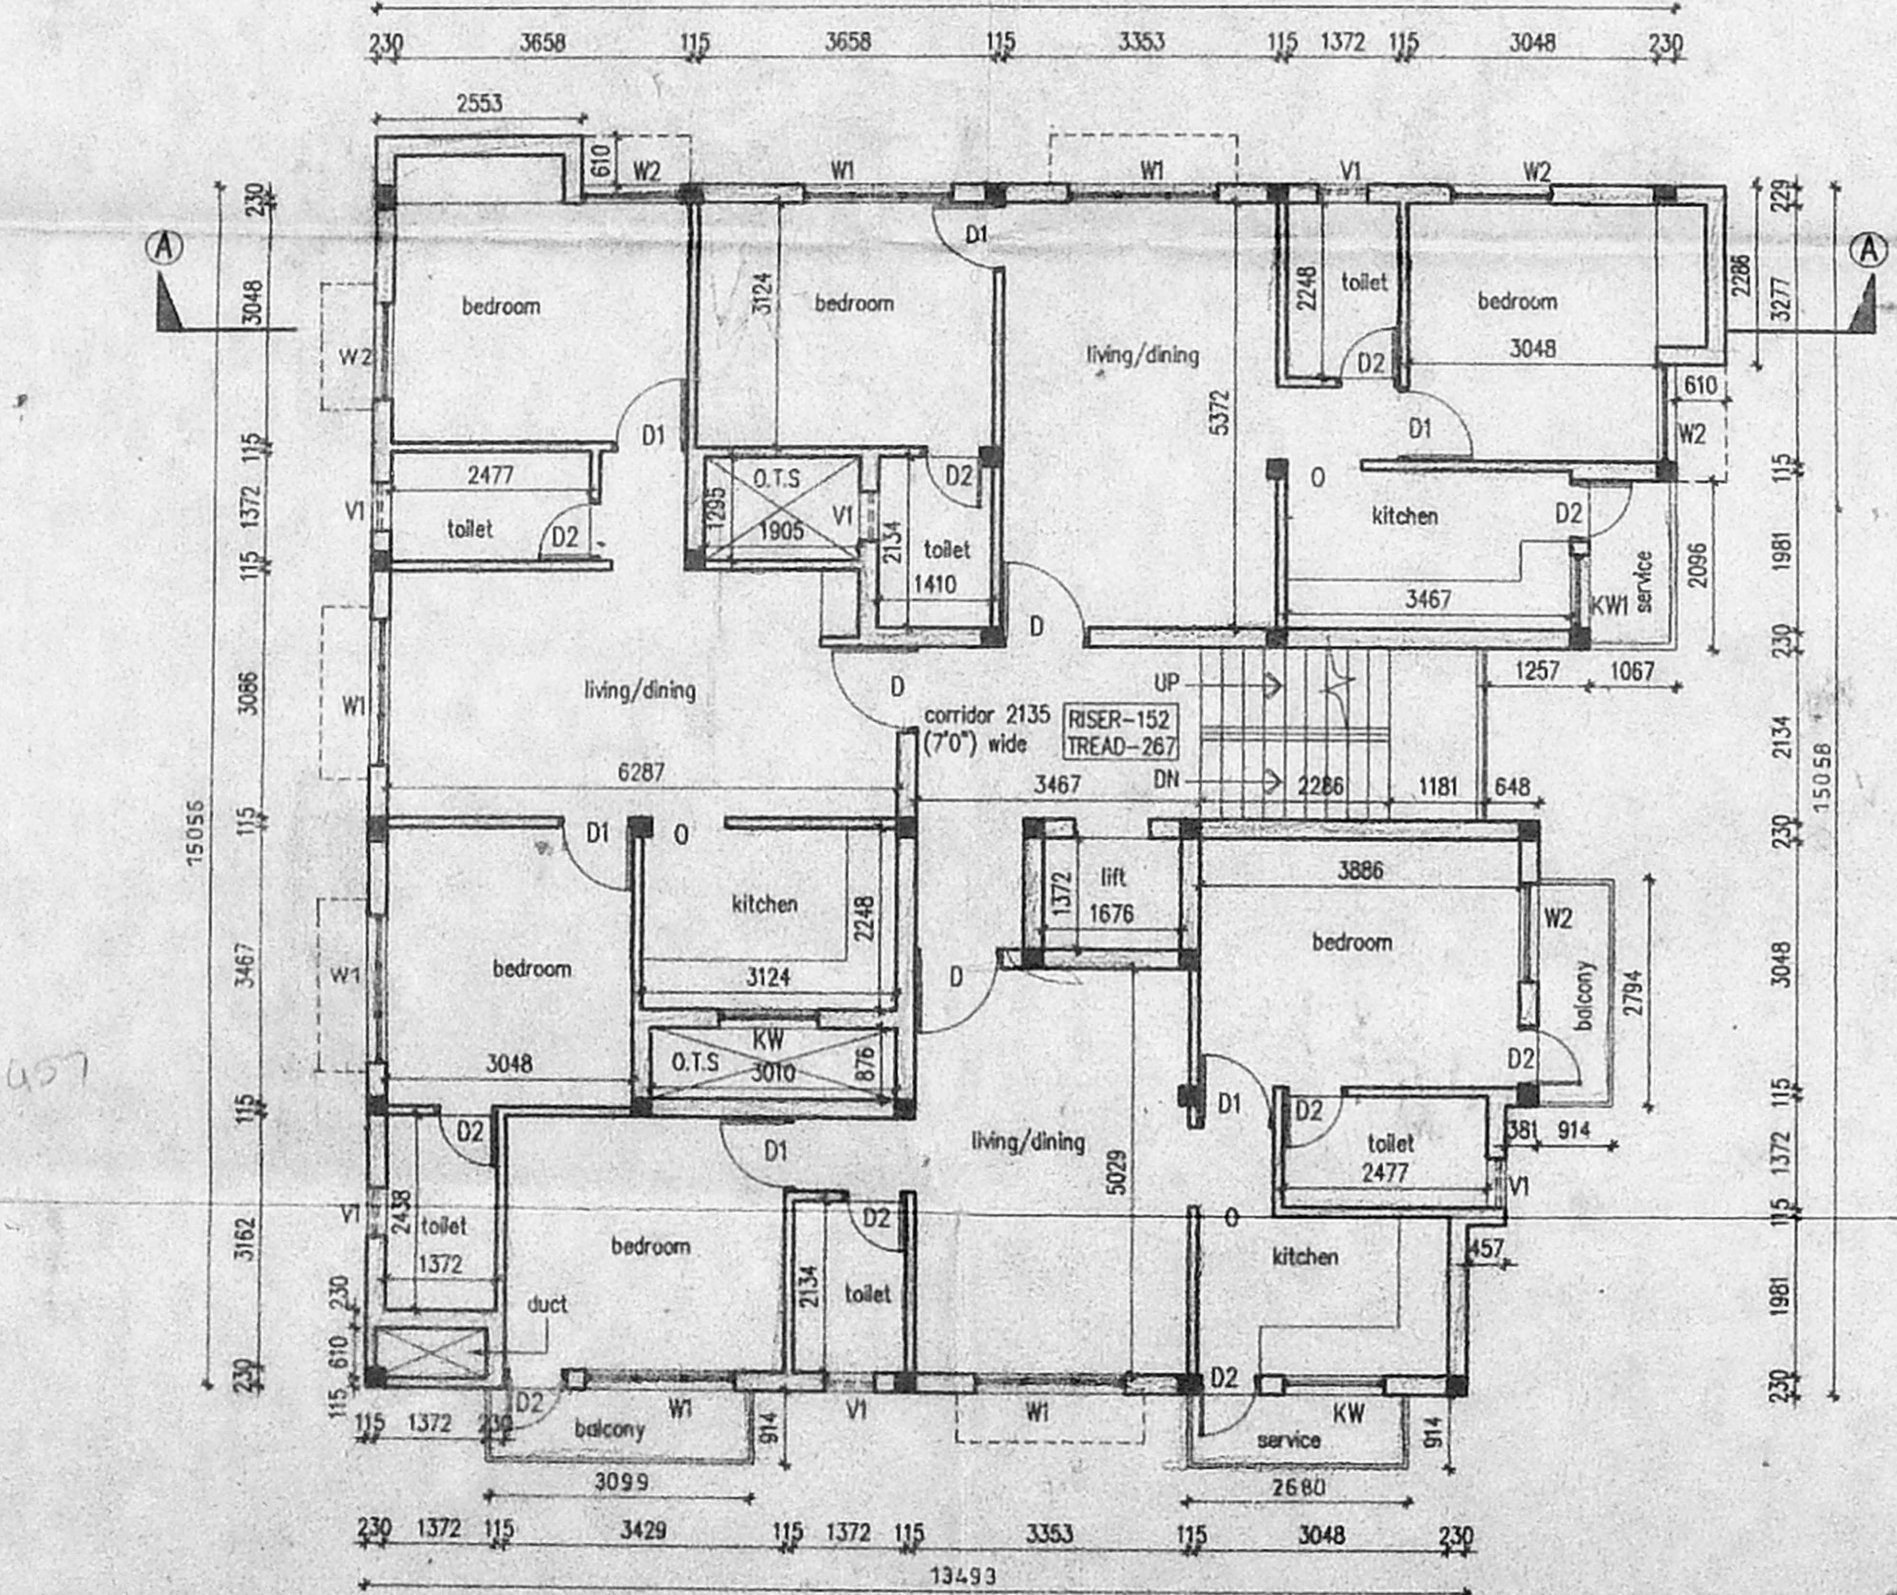 230 3658 115 3658 115 3353 115 1372 115 3048 230
2553
610 W2 W1 W1 V1 W2
230 229
A D1 A
3048 bedroom 3124 bedroom 2248 toilet bedroom 2286 3277
W2 living/dining D2 3048
610
5372
D1 D1 W2
115 2477 O.T.S D2 O 115
V1 1372 toilet D2 1295 1905 V1 2134 toilet kitchen D2 1981
115 1410 3467 KW1 service 2096
D 230
living/dining D UP 1257 1067
W1 3086 corridor 2135 RISER-152 2134
(7'0") wide TREAD-267
6287 3467 DN 2286 1181 648
15055 15058
115 D1 O 230
3886
kitchen 2248 1372 lift W2
1676
bedroom 3124 D bedroom 3048
W1 3467 balcony 2794
KW
3048 O.T.S 3010 876 D2
115 D1 D2 115
D2 D1 living/dining toilet 381 914
5029 2477 1372
V1 2438 toilet V1
3162 bedroom D2 O 115
1372 kitchen 457
230 duct 2134 toilet 1981
610
230 D2 230
115 D2 W1 V1 W1 KW
115 1372 230 balcony 914 service 914
3099 2680
230 1372 115 3429 115 1372 115 3353 115 3048 230
13493
457